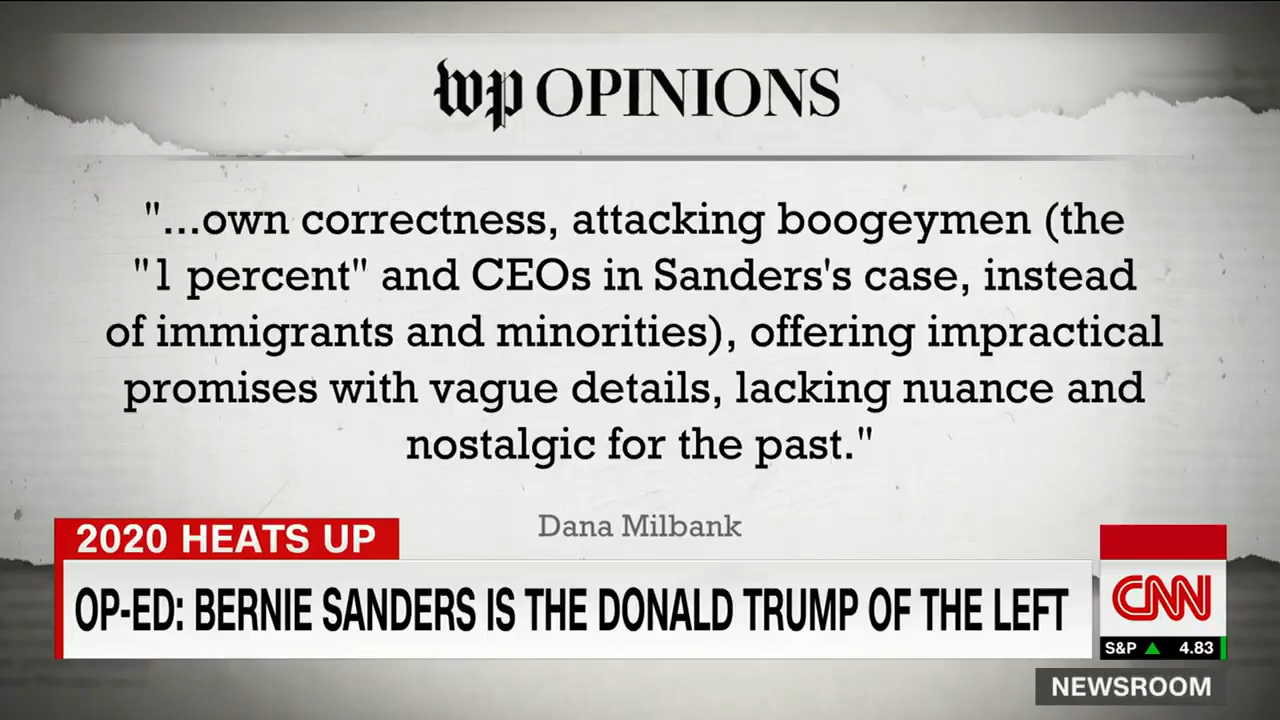 wp OPINIONS
"...own correctness, attacking boogeymen (the
"1 percent" and CEOs in Sanders's case, instead
of immigrants and minorities), offering impractical
promises with vague details, lacking nuance and
nostalgic for the past."
Dana Milbank
2020 HEATS UP
OP-ED: BERNIE SANDERS IS THE DONALD TRUMP OF THE LEFT
CNN
S&P ▲ 4.83
NEWSROOM